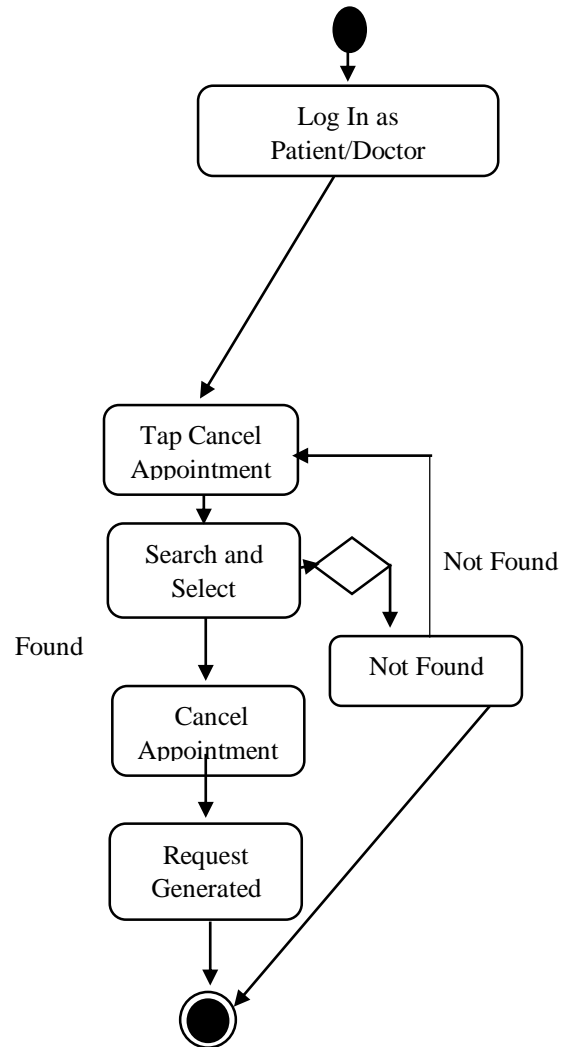 Log In as
Patient/Doctor
Tap Cancel
Appointment
Search and
Select
Not Found
Found
Not Found
Cancel
Appointment
Request
Generated